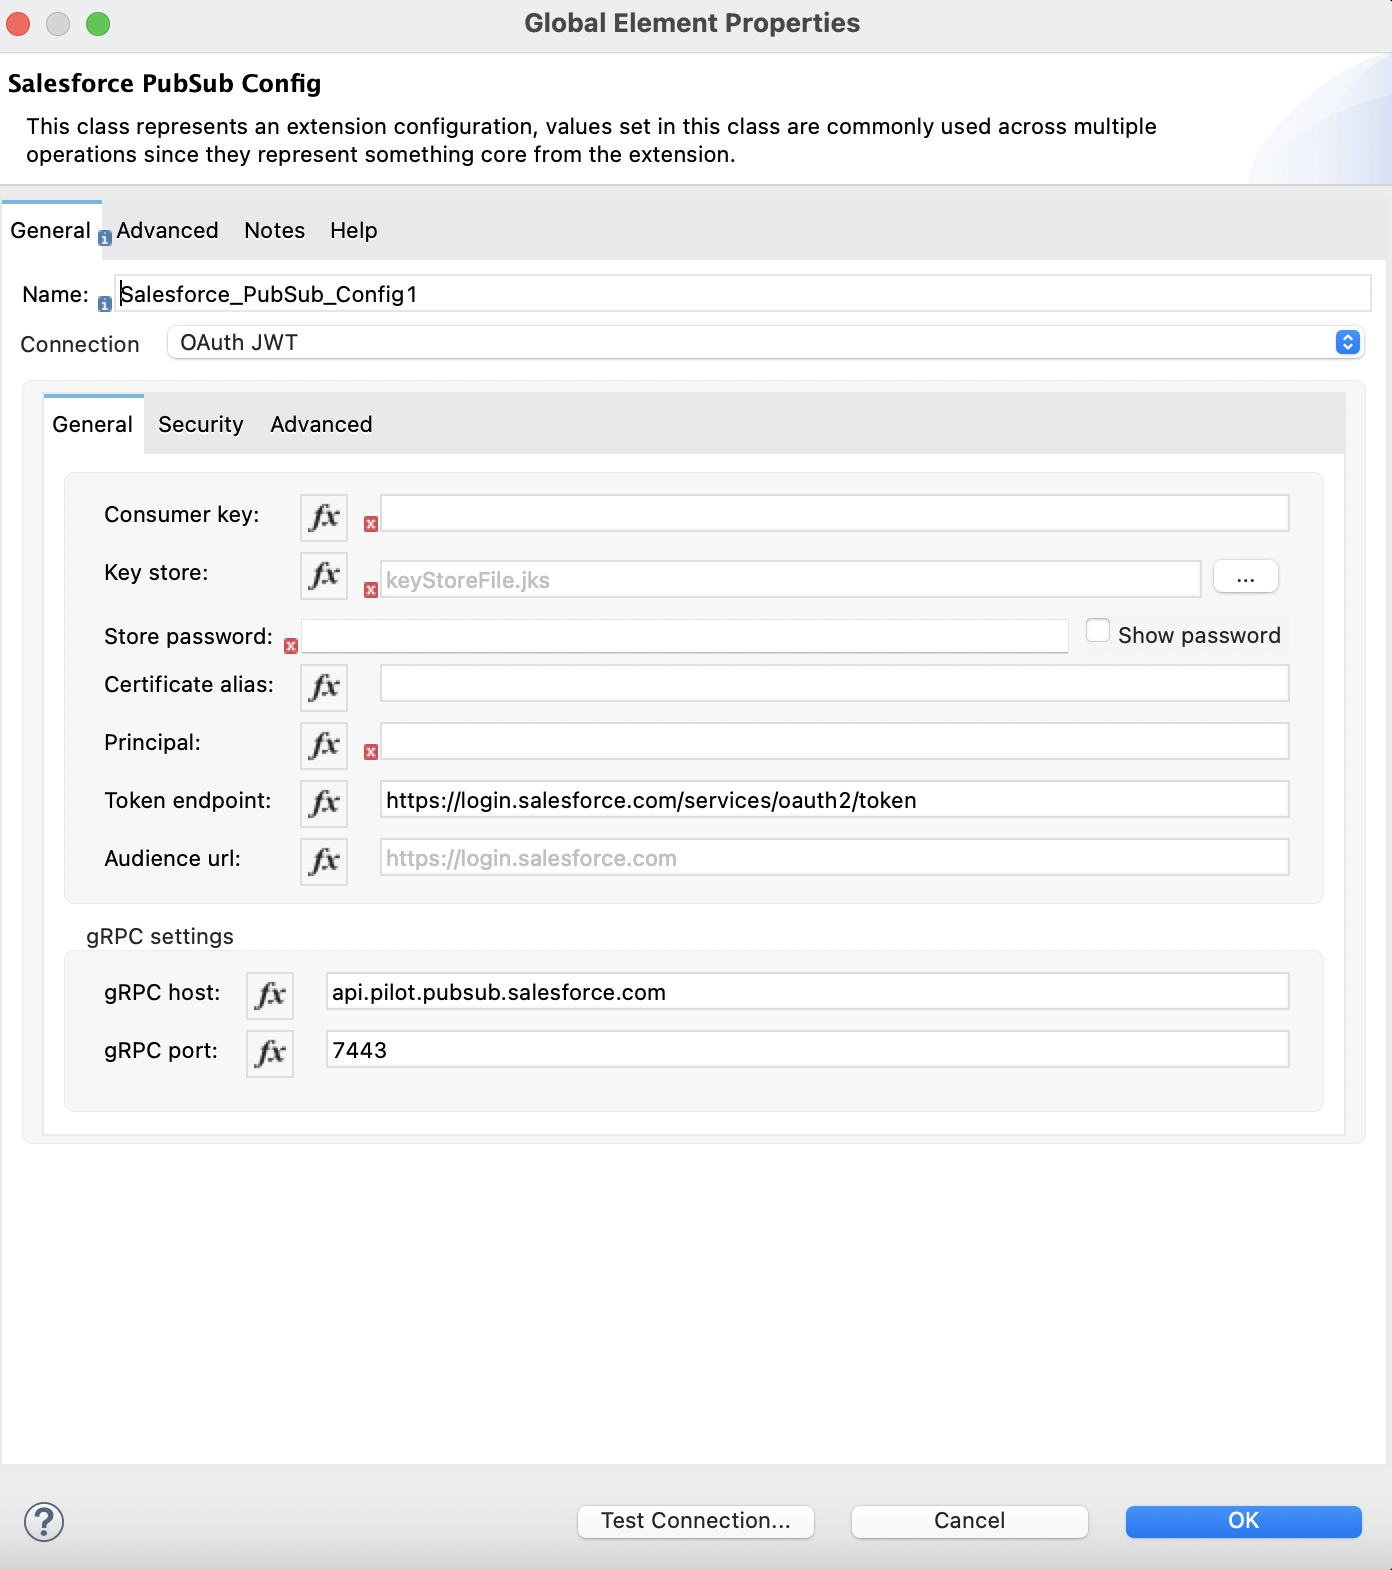 Global Element Properties
Salesforce PubSub Config
This class represents an extension configuration, values set in this class are commonly used across multiple
operations since they represent something core from the extension.
General Advanced Notes Help
Name: Salesforce_PubSub_Config1
Connection OAuth JWT
General Security Advanced
Consumer key: fx
Key store: fx keyStoreFile.jks ...
Store password: Show password
Certificate alias: fx
Principal: fx
Token endpoint: fx https://login.salesforce.com/services/oauth2/token
Audience url: fx https://login.salesforce.com
gRPC settings
gRPC host: fx api.pilot.pubsub.salesforce.com
gRPC port: fx 7443
? Test Connection... Cancel OK